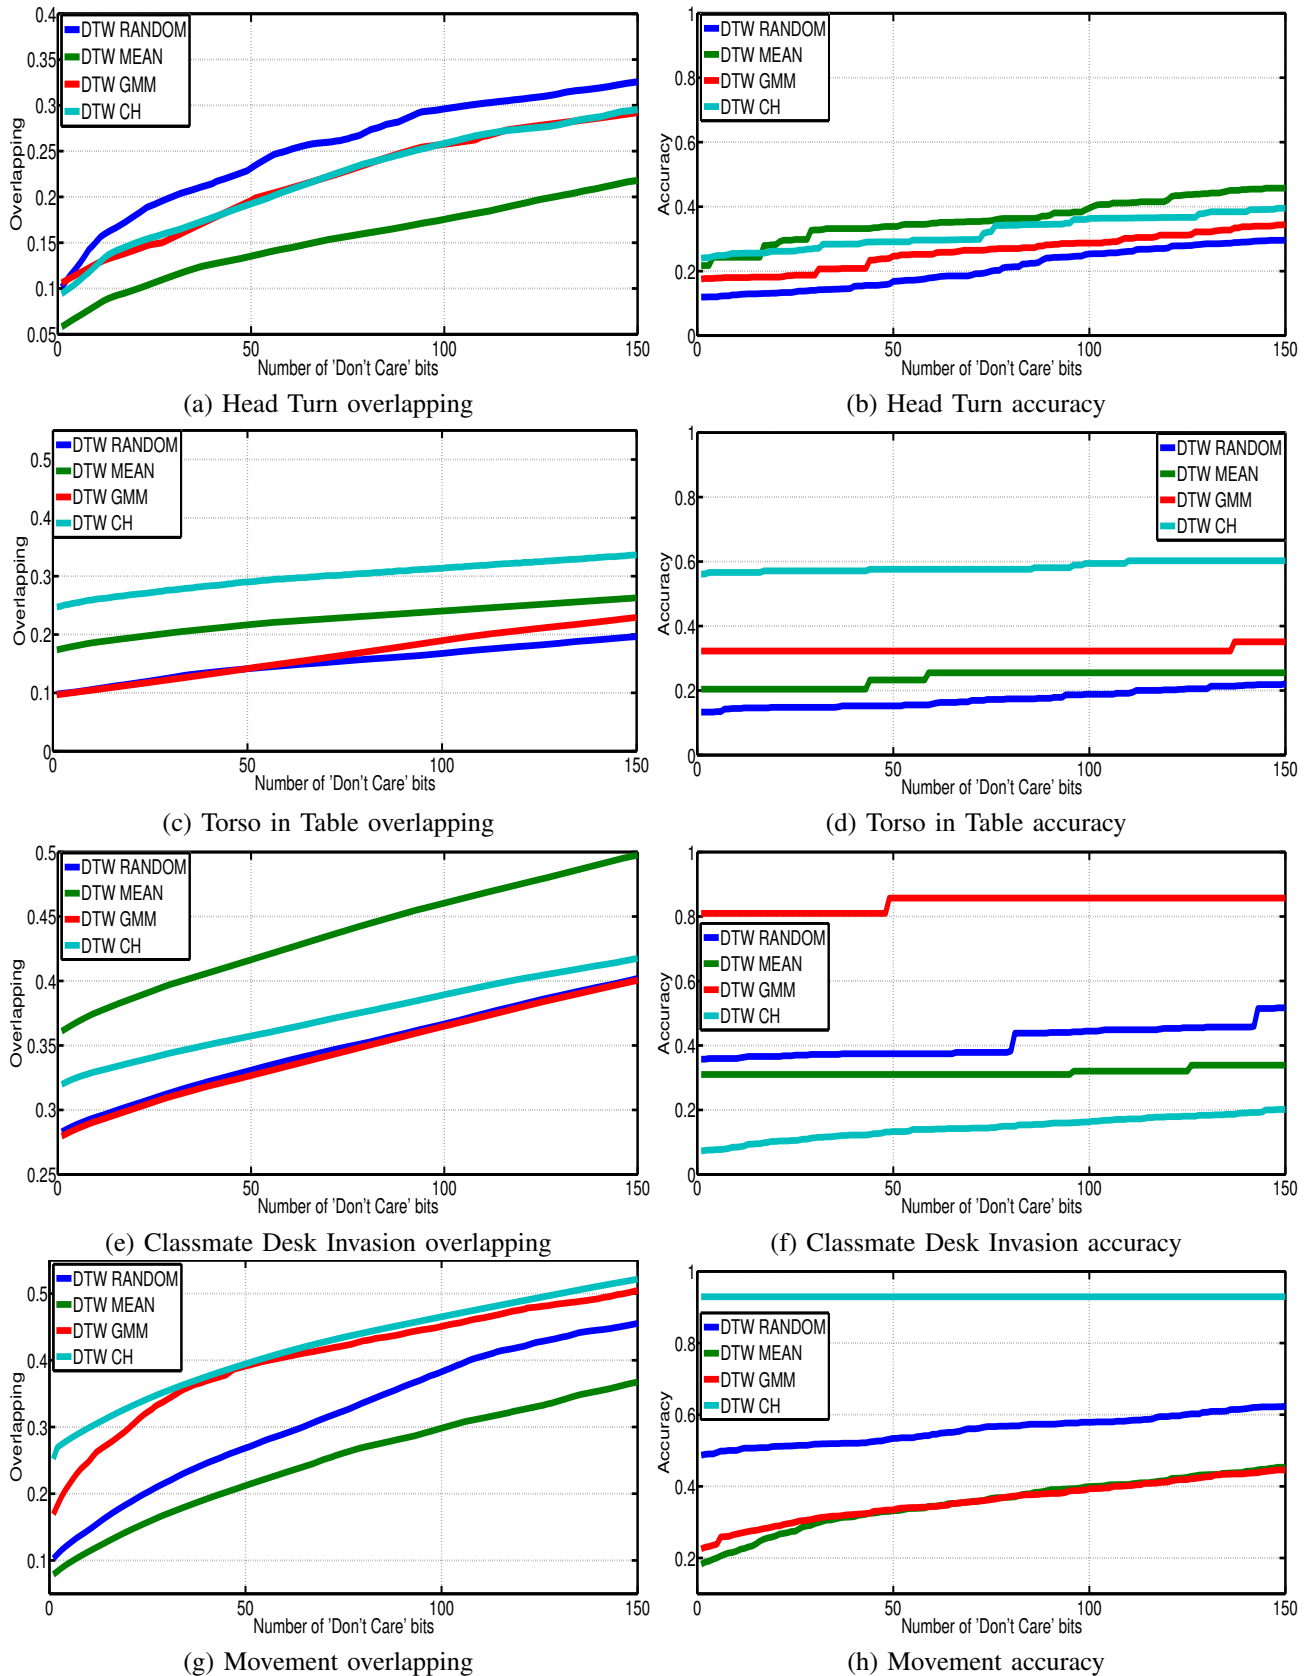 0.4
0.35
0.3
0.25
0.2
0.15
0.1
0.05
Overlapping
DTW RANDOM
DTW MEAN
DTW GMM
DTW CH
0 50 100 150
Number of 'Don't Care' bits
(a) Head Turn overlapping
1
0.8
0.6
0.4
0.2
0
Accuracy
DTW RANDOM
DTW MEAN
DTW GMM
DTW CH
0 50 100 150
Number of 'Don't Care' bits
(b) Head Turn accuracy
0.5
0.4
0.3
0.2
0.1
0
Overlapping
DTW RANDOM
DTW MEAN
DTW GMM
DTW CH
0 50 100 150
Number of 'Don't Care' bits
(c) Torso in Table overlapping
1
0.8
0.6
0.4
0.2
0
Accuracy
DTW RANDOM
DTW MEAN
DTW GMM
DTW CH
0 50 100 150
Number of 'Don't Care' bits
(d) Torso in Table accuracy
0.5
0.45
0.4
0.35
0.3
0.25
Overlapping
DTW RANDOM
DTW MEAN
DTW GMM
DTW CH
0 50 100 150
Number of 'Don't Care' bits
(e) Classmate Desk Invasion overlapping
1
0.8
0.6
0.4
0.2
0
Accuracy
DTW RANDOM
DTW MEAN
DTW GMM
DTW CH
0 50 100 150
Number of 'Don't Care' bits
(f) Classmate Desk Invasion accuracy
0.5
0.4
0.3
0.2
0.1
Overlapping
DTW RANDOM
DTW MEAN
DTW GMM
DTW CH
0 50 100 150
Number of 'Don't Care' bits
(g) Movement overlapping
1
0.8
0.6
0.4
0.2
Accuracy
DTW RANDOM
DTW MEAN
DTW GMM
DTW CH
0 50 100 150
Number of 'Don't Care' bits
(h) Movement accuracy